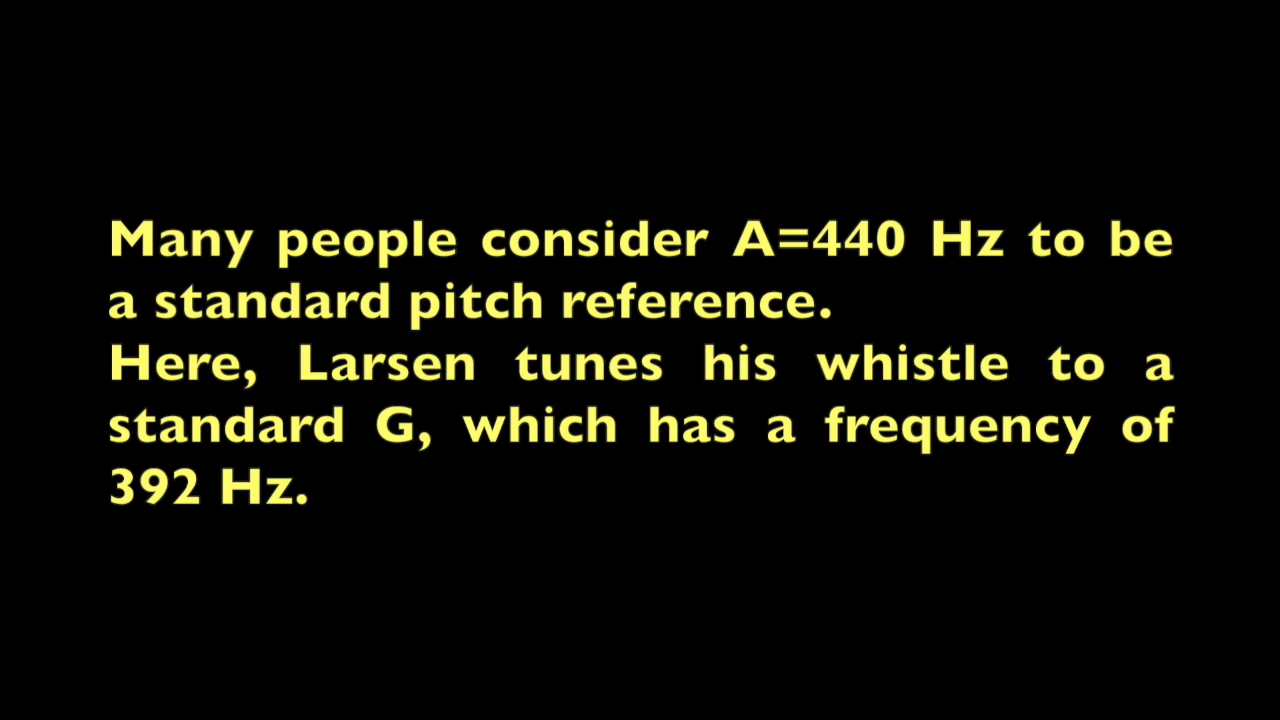 Many people consider A=440 Hz to be
a standard pitch reference.
Here, Larsen tunes his whistle to a
standard G, which has a frequency of
392 Hz.